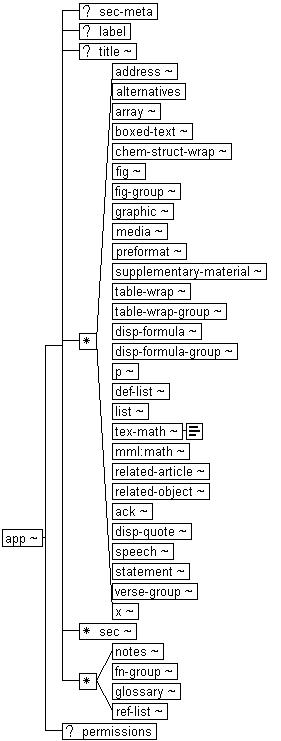 ? sec-meta
? label
? title ~
address ~
alternatives
array ~
boxed-text ~
chem-struct-wrap ~
fig ~
fig-group ~
graphic ~
media ~
preformat ~
supplementary-material ~
table-wrap ~
table-wrap-group ~
*
disp-formula ~
disp-formula-group ~
p ~
def-list ~
list ~
tex-math ~
mml:math ~
related-article ~
related-object ~
ack ~
app ~
disp-quote ~
speech ~
statement ~
verse-group ~
x ~
* sec ~
notes ~
fn-group ~
*
glossary ~
ref-list ~
? permissions